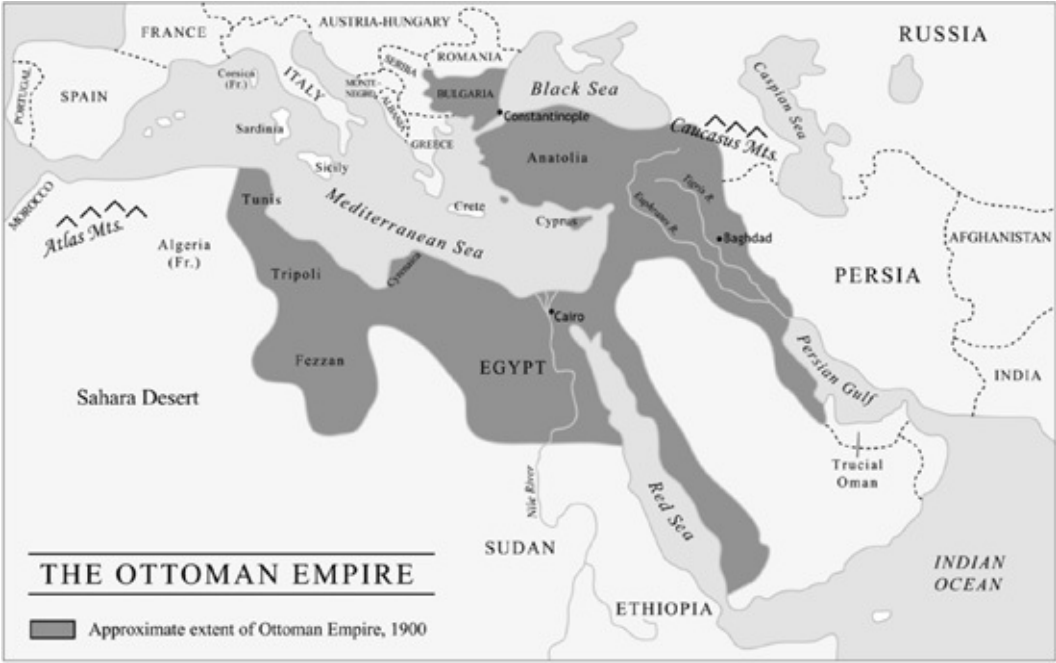 FRANCE
AUSTRIA-HUNGARY
RUSSIA
PORTUGAL
SPAIN
Corsica
(Fr.)
ITALY
SERBIA
ROMANIA
MONTE-
NEGRO
BULGARIA
ALBANIA
Black Sea
Caspian Sea
Constantinople
Caucasus Mts.
Sardinia
GREECE
Anatolia
Sicily
MOROCCO
Atlas Mts.
Tunis
Mediterranean Sea
Crete
Cyprus
Tigris R.
Euphrates R.
Baghdad
AFGHANISTAN
Algeria
(Fr.)
Tripoli
Cyrenaica
PERSIA
Cairo
Fezzan
EGYPT
Persian Gulf
INDIA
Sahara Desert
Trucial
Oman
Nile River
Red Sea
SUDAN
INDIAN
OCEAN
THE OTTOMAN EMPIRE
ETHIOPIA
Approximate extent of Ottoman Empire, 1900